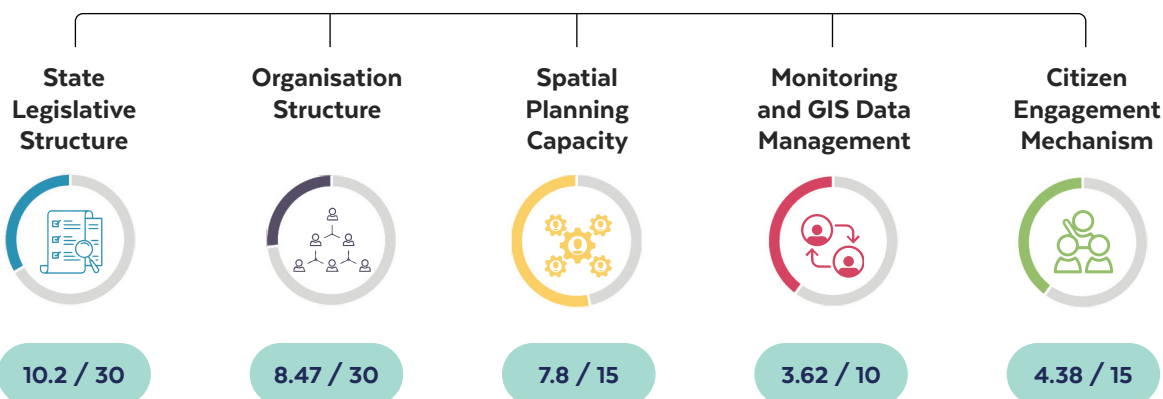 State
Legislative
Structure
Organisation
Structure
Spatial
Planning
Capacity
Monitoring
and GIS Data
Management
Citizen
Engagement
Mechanism
10.2 / 30
8.47 / 30
7.8 / 15
3.62 / 10
4.38 / 15